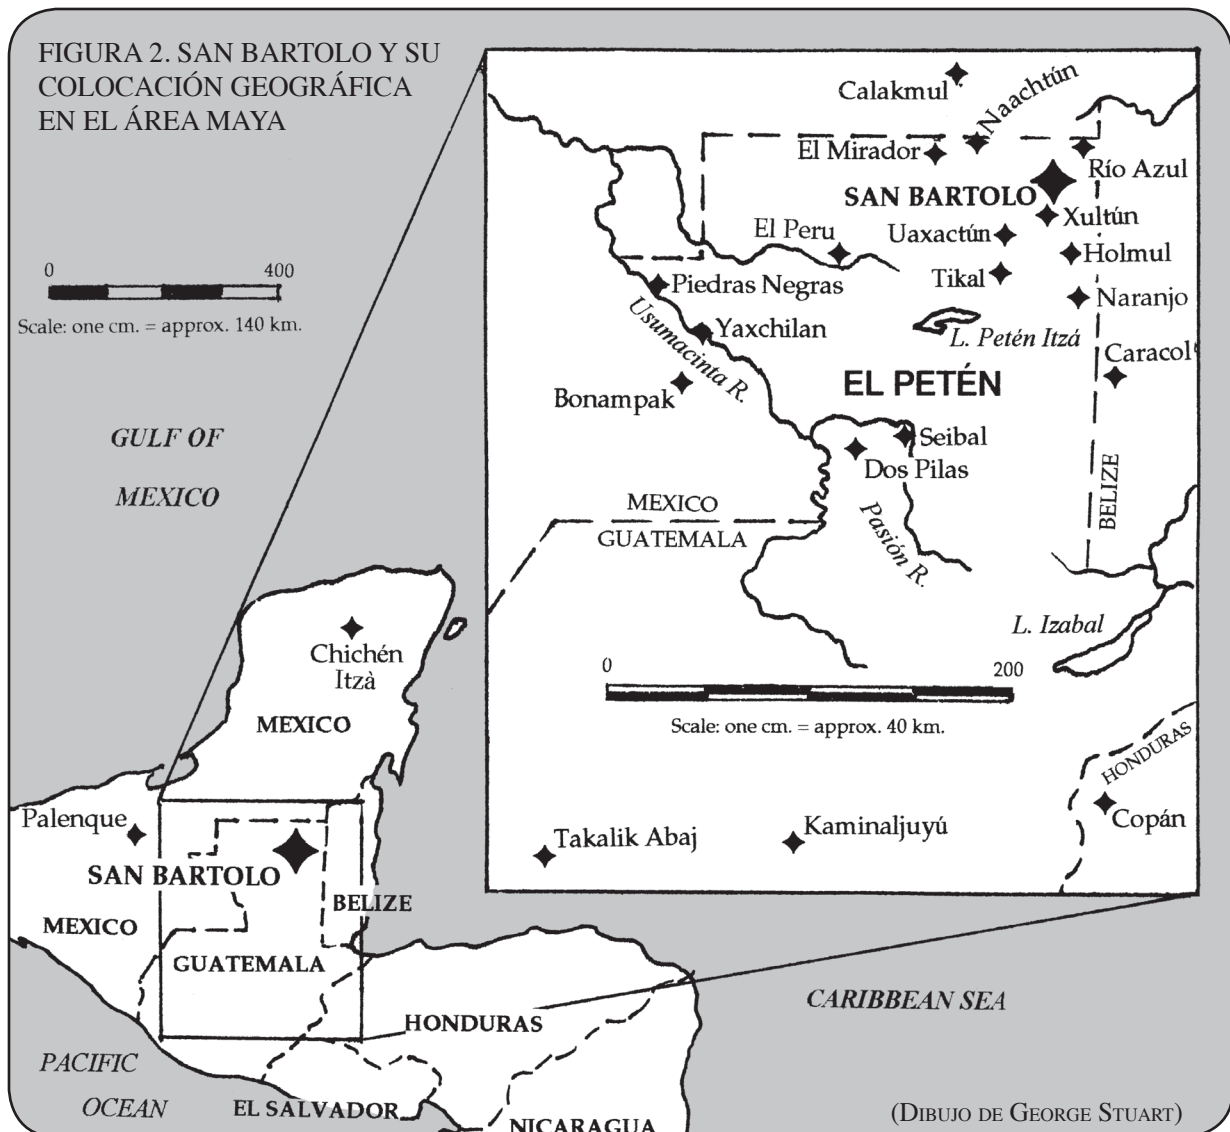 FIGURA 2. SAN BARTOLO Y SU
COLOCACIÓN GEOGRÁFICA
EN EL ÁREA MAYA
0 400
Scale: one cm. = approx. 140 km.
GULF OF
MEXICO
Chichén
Itzà
MEXICO
Palenque
SAN BARTOLO
MEXICO
BELIZE
GUATEMALA
HONDURAS
CARIBBEAN SEA
PACIFIC
OCEAN
EL SALVADOR
NICARAGUA
Calakmul
Naachtún
El Mirador
Río Azul
SAN BARTOLO
Xultún
El Peru
Uaxactún
Holmul
Tikal
Piedras Negras
Naranjo
Usumacinta R.
Yaxchilan
L. Petén Itzá
Caracol
EL PETÉN
Bonampak
Seibal
Dos Pilas
BELIZE
MEXICO
GUATEMALA
Pasión R.
L. Izabal
0 200
Scale: one cm. = approx. 40 km.
HONDURAS
Copán
Takalik Abaj
Kaminaljuyú
(DIBUJO DE GEORGE STUART)